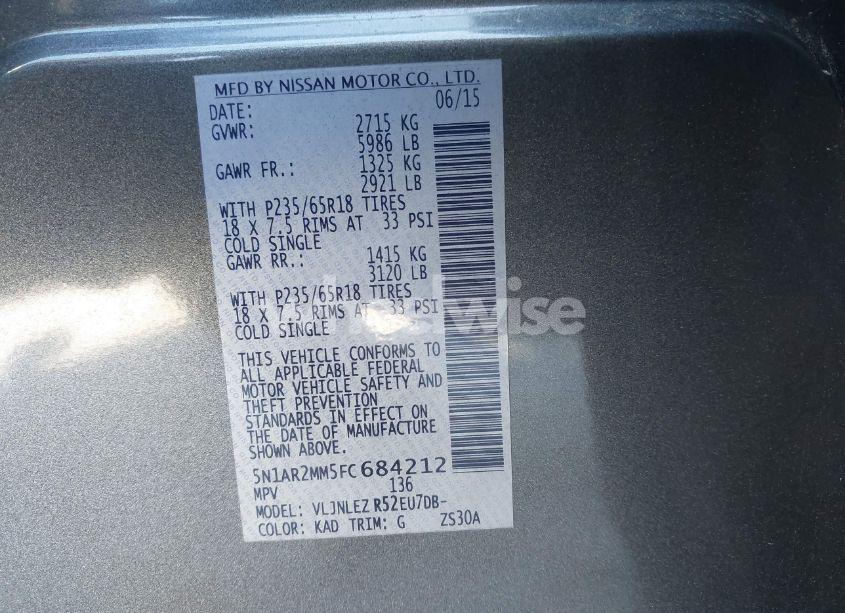 MFD BY NISSAN MOTOR CO., LTD.
DATE: 06/15
GVWR: 2715 KG
5986 LB
GAWR FR.: 1325 KG
2921 LB
WITH P235/65R18 TIRES
18 X 7.5 RIMS AT 33 PSI
COLD SINGLE
GAWR RR.: 1415 KG
3120 LB
WITH P235/65R18 TIRES
18 X 7.5 RIMS AT 33 PSI
COLD SINGLE
THIS VEHICLE CONFORMS TO
ALL APPLICABLE FEDERAL
MOTOR VEHICLE SAFETY AND
THEFT PREVENTION
STANDARDS IN EFFECT ON
THE DATE OF MANUFACTURE
SHOWN ABOVE.
5N1AR2MM5FC684212
MPV 136
MODEL: VLJNLEZ R52EU7DB-
COLOR: KAD TRIM: G ZS30A